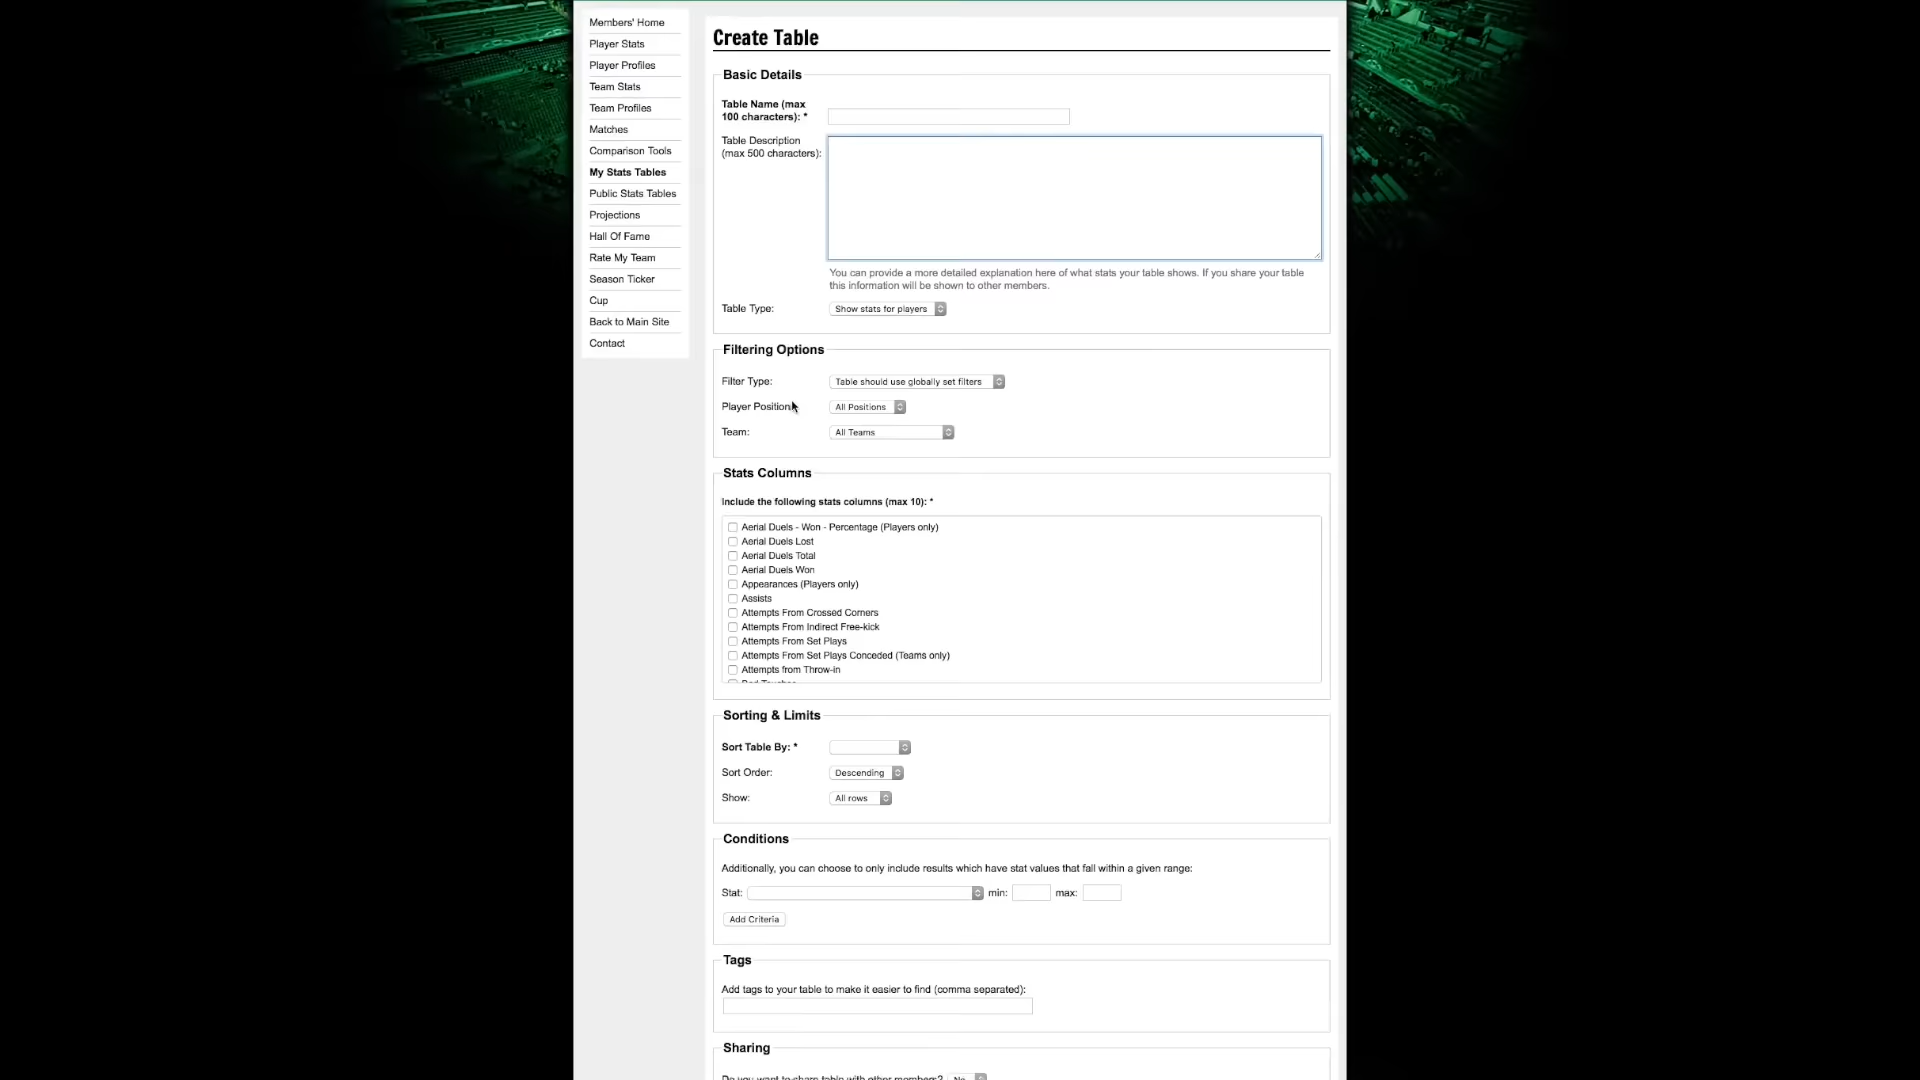 Members' Home
Player Stats
Player Profiles
Team Stats
Team Profiles
Matches
Comparison Tools
My Stats Tables
Public Stats Tables
Projections
Hall Of Fame
Rate My Team
Season Ticker
Cup
Back to Main Site
Contact
Create Table
Basic Details
Table Name (max
100 characters): *
Table Description
(max 500 characters):
You can provide a more detailed explanation here of what stats your table shows. If you share your table
this information will be shown to other members.
Table Type: Show stats for players
Filtering Options
Filter Type: Table should use globally set filters
Player Position: All Positions
Team: All Teams
Stats Columns
Include the following stats columns (max 10): *
Aerial Duels - Won - Percentage (Players only)
Aerial Duels Lost
Aerial Duels Total
Aerial Duels Won
Appearances (Players only)
Assists
Attempts From Crossed Corners
Attempts From Indirect Free-kick
Attempts From Set Plays
Attempts From Set Plays Conceded (Teams only)
Attempts from Throw-in
Sorting & Limits
Sort Table By: *
Sort Order: Descending
Show: All rows
Conditions
Additionally, you can choose to only include results which have stat values that fall within a given range:
Stat: min: max:
Add Criteria
Tags
Add tags to your table to make it easier to find (comma separated):
Sharing
Do you want to share table with other members? No